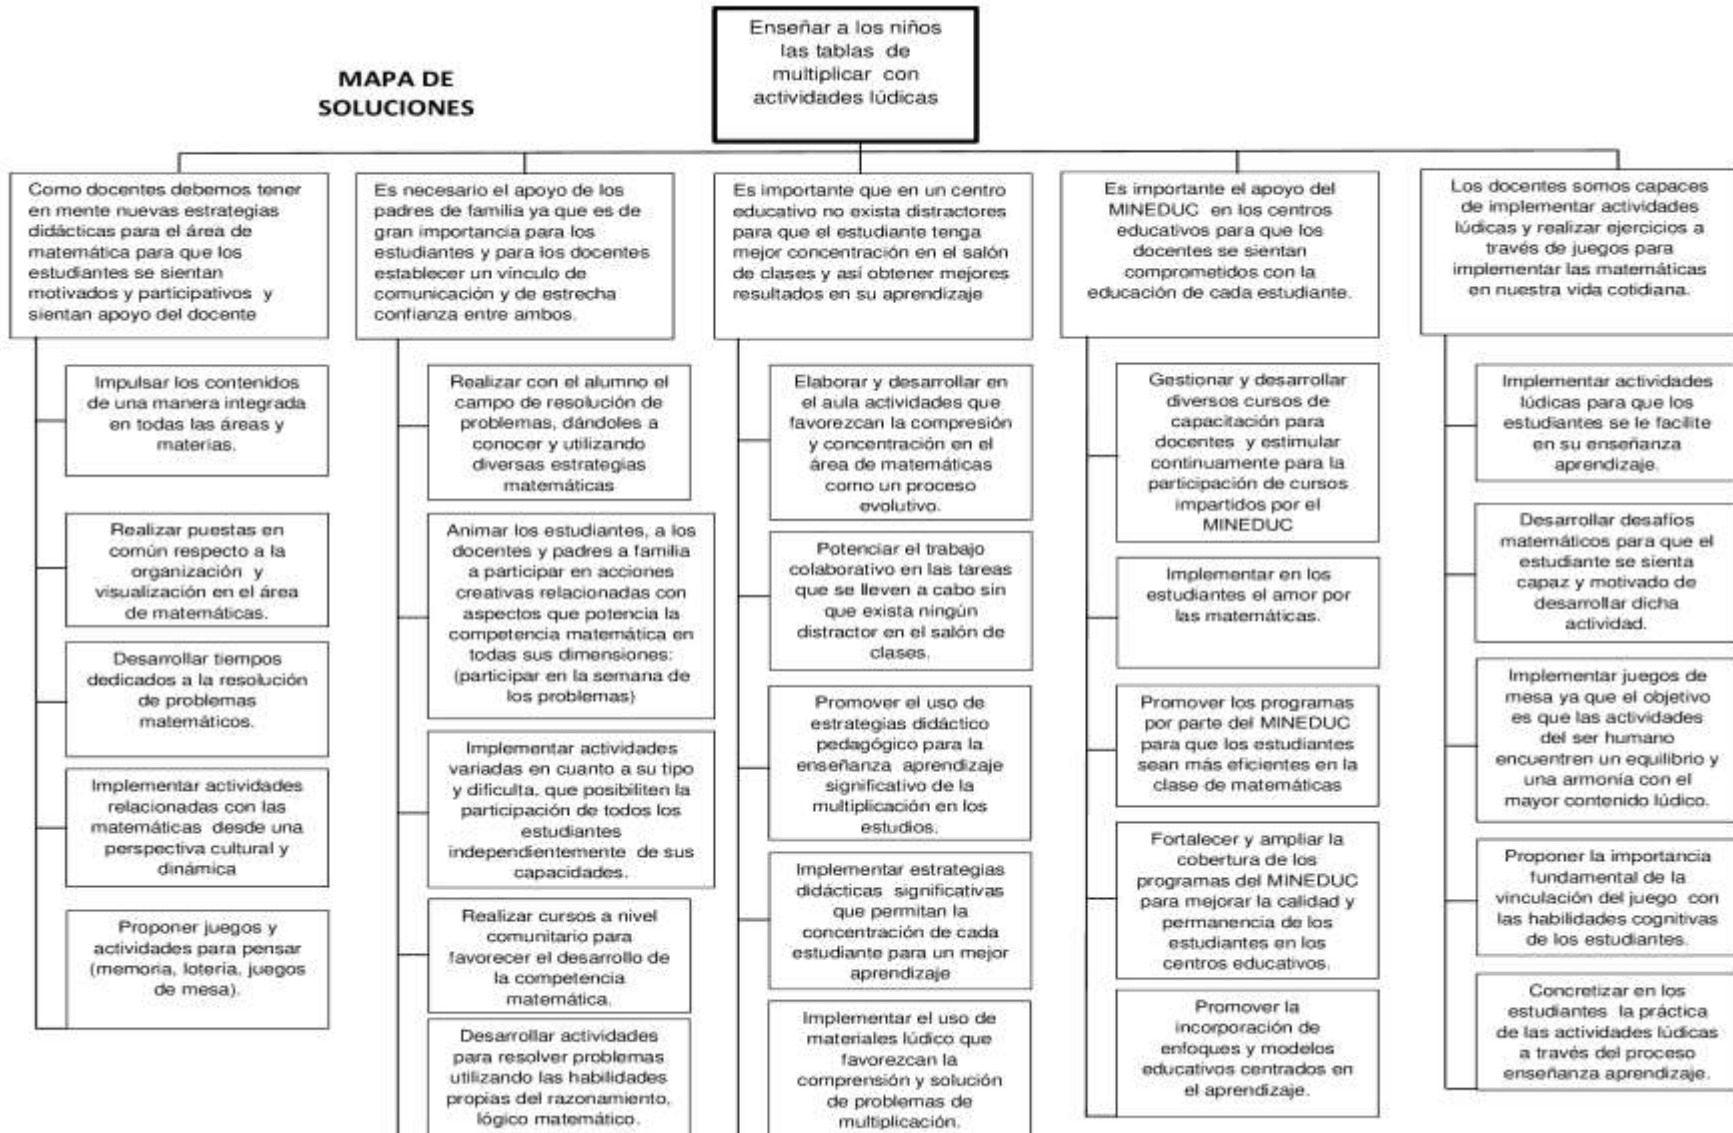 Enseñar a los niños
las tablas de
multiplicar con
actividades lúdicas
MAPA DE
SOLUCIONES
Como docentes debemos tener
en mente nuevas estrategias
didácticas para el área de
matemática para que los
estudiantes se sientan
motivados y participativos y
sientan apoyo del docente
Impulsar los contenidos
de una manera integrada
en todas las áreas y
materias.
Realizar puestas en
común respecto a la
organización y
visualización en el área
de matemáticas.
Desarrollar tiempos
dedicados a la resolución
de problemas
matemáticos.
Implementar actividades
relacionadas con las
matemáticas desde una
perspectiva cultural y
dinámica
Proponer juegos y
actividades para pensar
(memoria, lotería, juegos
de mesa).
Es necesario el apoyo de los
padres de familia ya que es de
gran importancia para los
estudiantes y para los docentes
establecer un vínculo de
comunicación y de estrecha
confianza entre ambos.
Realizar con el alumno el
campo de resolución de
problemas, dándoles a
conocer y utilizando
diversas estrategias
matemáticas
Animar los estudiantes, a los
docentes y padres a familia
a participar en acciones
creativas relacionadas con
aspectos que potencia la
competencia matemática en
todas sus dimensiones:
(participar en la semana de
los problemas)
Implementar actividades
variadas en cuanto a su tipo
y dificulta, que posibiliten la
participación de todos los
estudiantes
independientemente de sus
capacidades.
Realizar cursos a nivel
comunitario para
favorecer el desarrollo de
la competencia
matemática.
Desarrollar actividades
para resolver problemas
utilizando las habilidades
propias del razonamiento,
lógico matemático.
Es importante que en un centro
educativo no exista distractores
para que el estudiante tenga
mejor concentración en el salón
de clases y así obtener mejores
resultados en su aprendizaje
Elaborar y desarrollar en
el aula actividades que
favorezcan la compresión
y concentración en el
área de matemáticas
como un proceso
evolutivo.
Potenciar el trabajo
colaborativo en las tareas
que se lleven a cabo sin
que exista ningún
distractor en el salón de
clases.
Promover el uso de
estrategias didáctico
pedagógico para la
enseñanza aprendizaje
significativo de la
multiplicación en los
estudios.
Implementar estrategias
didácticas significativas
que permitan la
concentración de cada
estudiante para un mejor
aprendizaje
Implementar el uso de
materiales lúdico que
favorezcan la
comprensión y solución
de problemas de
multiplicación.
Es importante el apoyo del
MINEDUC en los centros
educativos para que los
docentes se sientan
comprometidos con la
educación de cada estudiante.
Gestionar y desarrollar
diversos cursos de
capacitación para
docentes y estimular
continuamente para la
participación de cursos
impartidos por el
MINEDUC
Implementar en los
estudiantes el amor por
las matemáticas.
Promover los programas
por parte del MINEDUC
para que los estudiantes
sean más eficientes en la
clase de matemáticas
Fortalecer y ampliar la
cobertura de los
programas del MINEDUC
para mejorar la calidad y
permanencia de los
estudiantes en los
centros educativos.
Promover la
incorporación de
enfoques y modelos
educativos centrados en
el aprendizaje.
Los docentes somos capaces
de implementar actividades
lúdicas y realizar ejercicios a
través de juegos para
implementar las matemáticas
en nuestra vida cotidiana.
Implementar actividades
lúdicas para que los
estudiantes se le facilite
en su enseñanza
aprendizaje.
Desarrollar desafíos
matemáticos para que el
estudiante se sienta
capaz y motivado de
desarrollar dicha
actividad.
Implementar juegos de
mesa ya que el objetivo
es que las actividades
del ser humano
encuentren un equilibrio y
una armonía con el
mayor contenido lúdico.
Proponer la importancia
fundamental de la
vinculación del juego con
las habilidades cognitivas
de los estudiantes.
Concretizar en los
estudiantes la práctica
de las actividades lúdicas
a través del proceso
enseñanza aprendizaje.